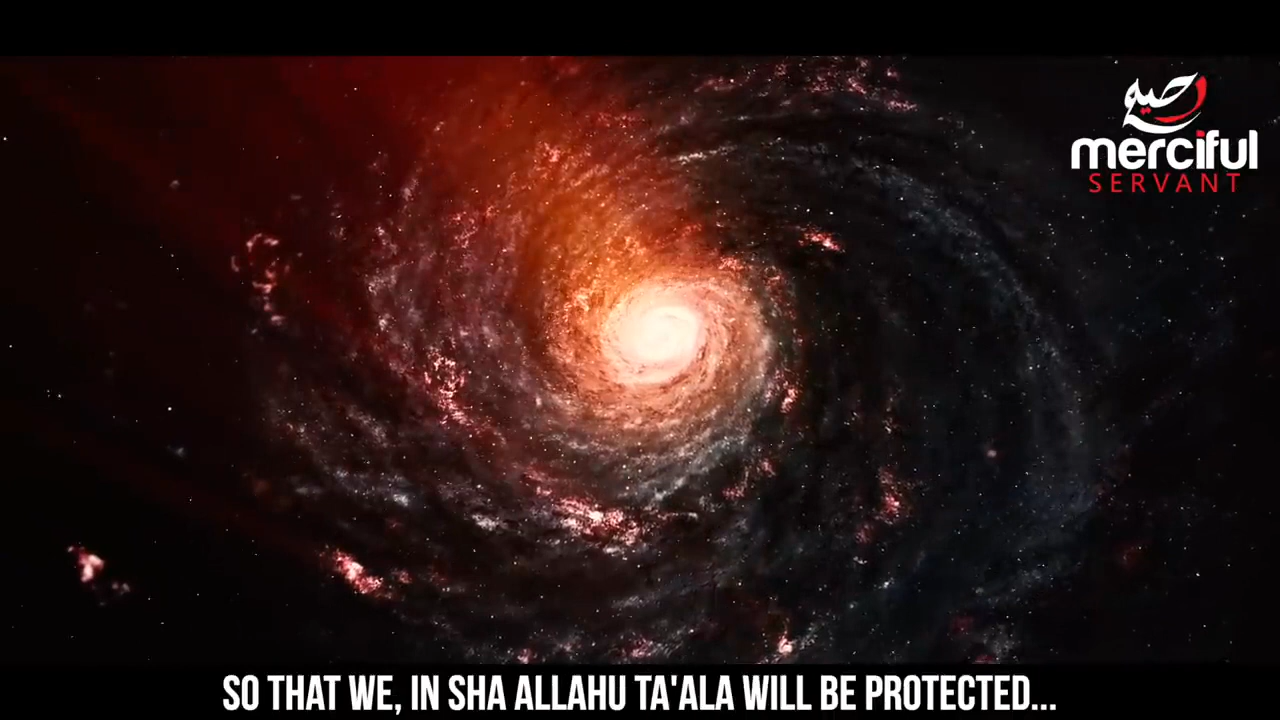 رحيم
merciful
SERVANT
SO THAT WE, IN SHA ALLAHU TA'ALA WILL BE PROTECTED...